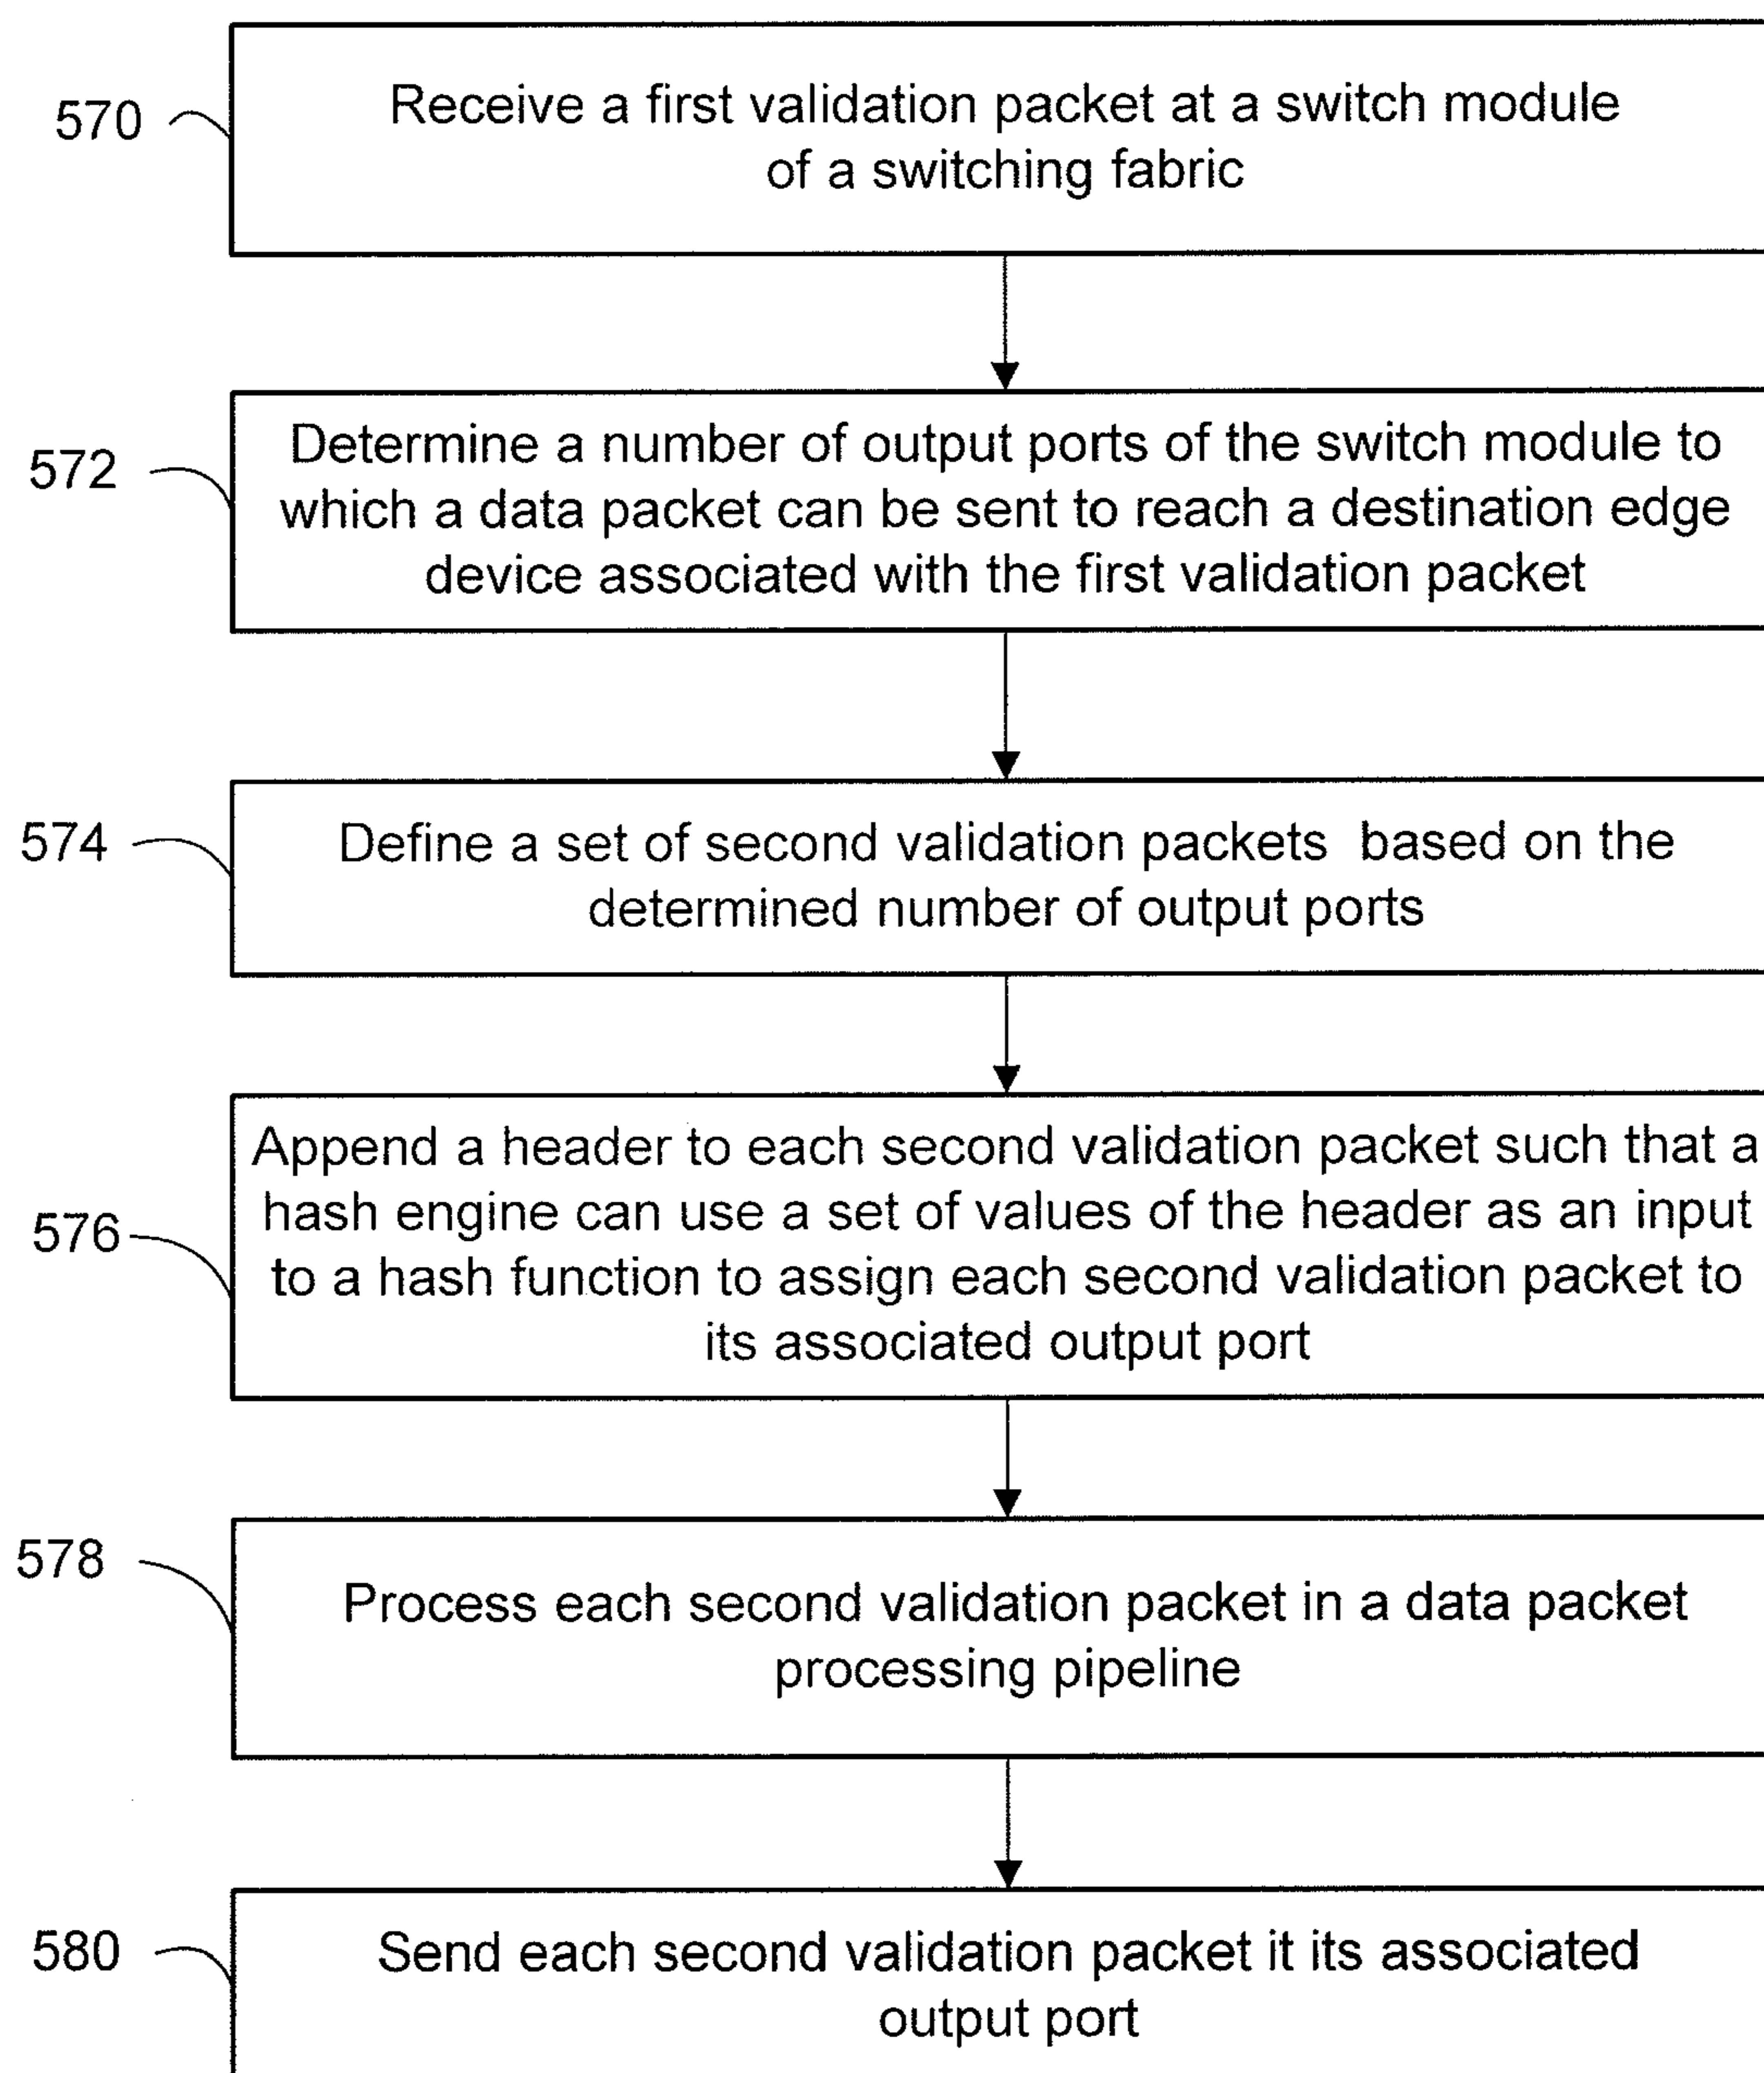 570
Receive a first validation packet at a switch module
of a switching fabric
572
Determine a number of output ports of the switch module to
which a data packet can be sent to reach a destination edge
device associated with the first validation packet
574
Define a set of second validation packets based on the
determined number of output ports
576
Append a header to each second validation packet such that a
hash engine can use a set of values of the header as an input
to a hash function to assign each second validation packet to
its associated output port
578
Process each second validation packet in a data packet
processing pipeline
580
Send each second validation packet it its associated
output port